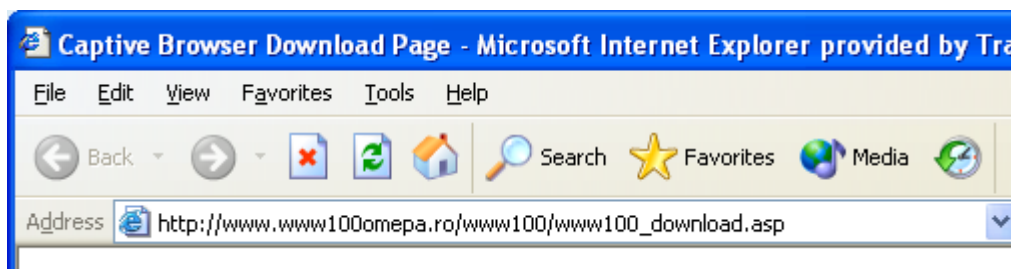 Captive Browser Download Page - Microsoft Internet Explorer provided by Tra
File Edit View Favorites Tools Help
Back Search Favorites Media
Address http://www.www100omepa.ro/www100/www100_download.asp